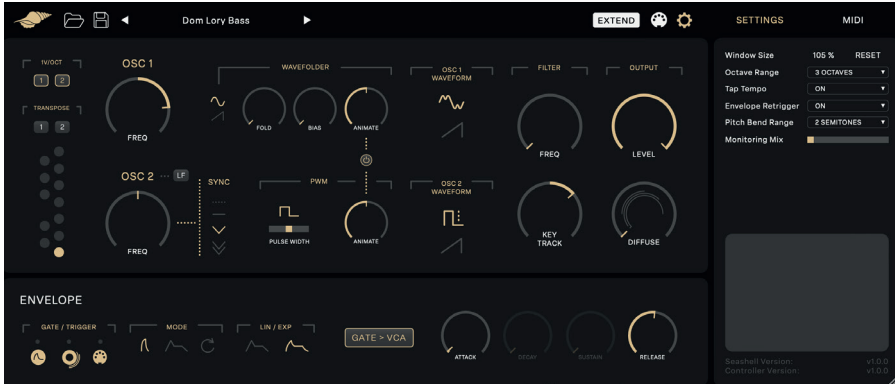 Dom Lory Bass
EXTEND
SETTINGS
MIDI
1V/OCT
1 2
TRANSPOSE
1 2
OSC 1
FREQ
WAVEFOLDER
FOLD
BIAS
ANIMATE
OSC 1
WAVEFORM
FILTER
FREQ
OUTPUT
LEVEL
OSC 2
LF
FREQ
SYNC
PWM
PULSE WIDTH
ANIMATE
OSC 2
WAVEFORM
KEY
TRACK
DIFFUSE
Window Size 105 % RESET
Octave Range 3 OCTAVES
Tap Tempo ON
Envelope Retrigger ON
Pitch Bend Range 2 SEMITONES
Monitoring Mix
ENVELOPE
GATE / TRIGGER
MODE
LIN / EXP
GATE > VCA
ATTACK
DECAY
SUSTAIN
RELEASE
Seashell Version: v1.0.0
Controller Version: v1.0.0